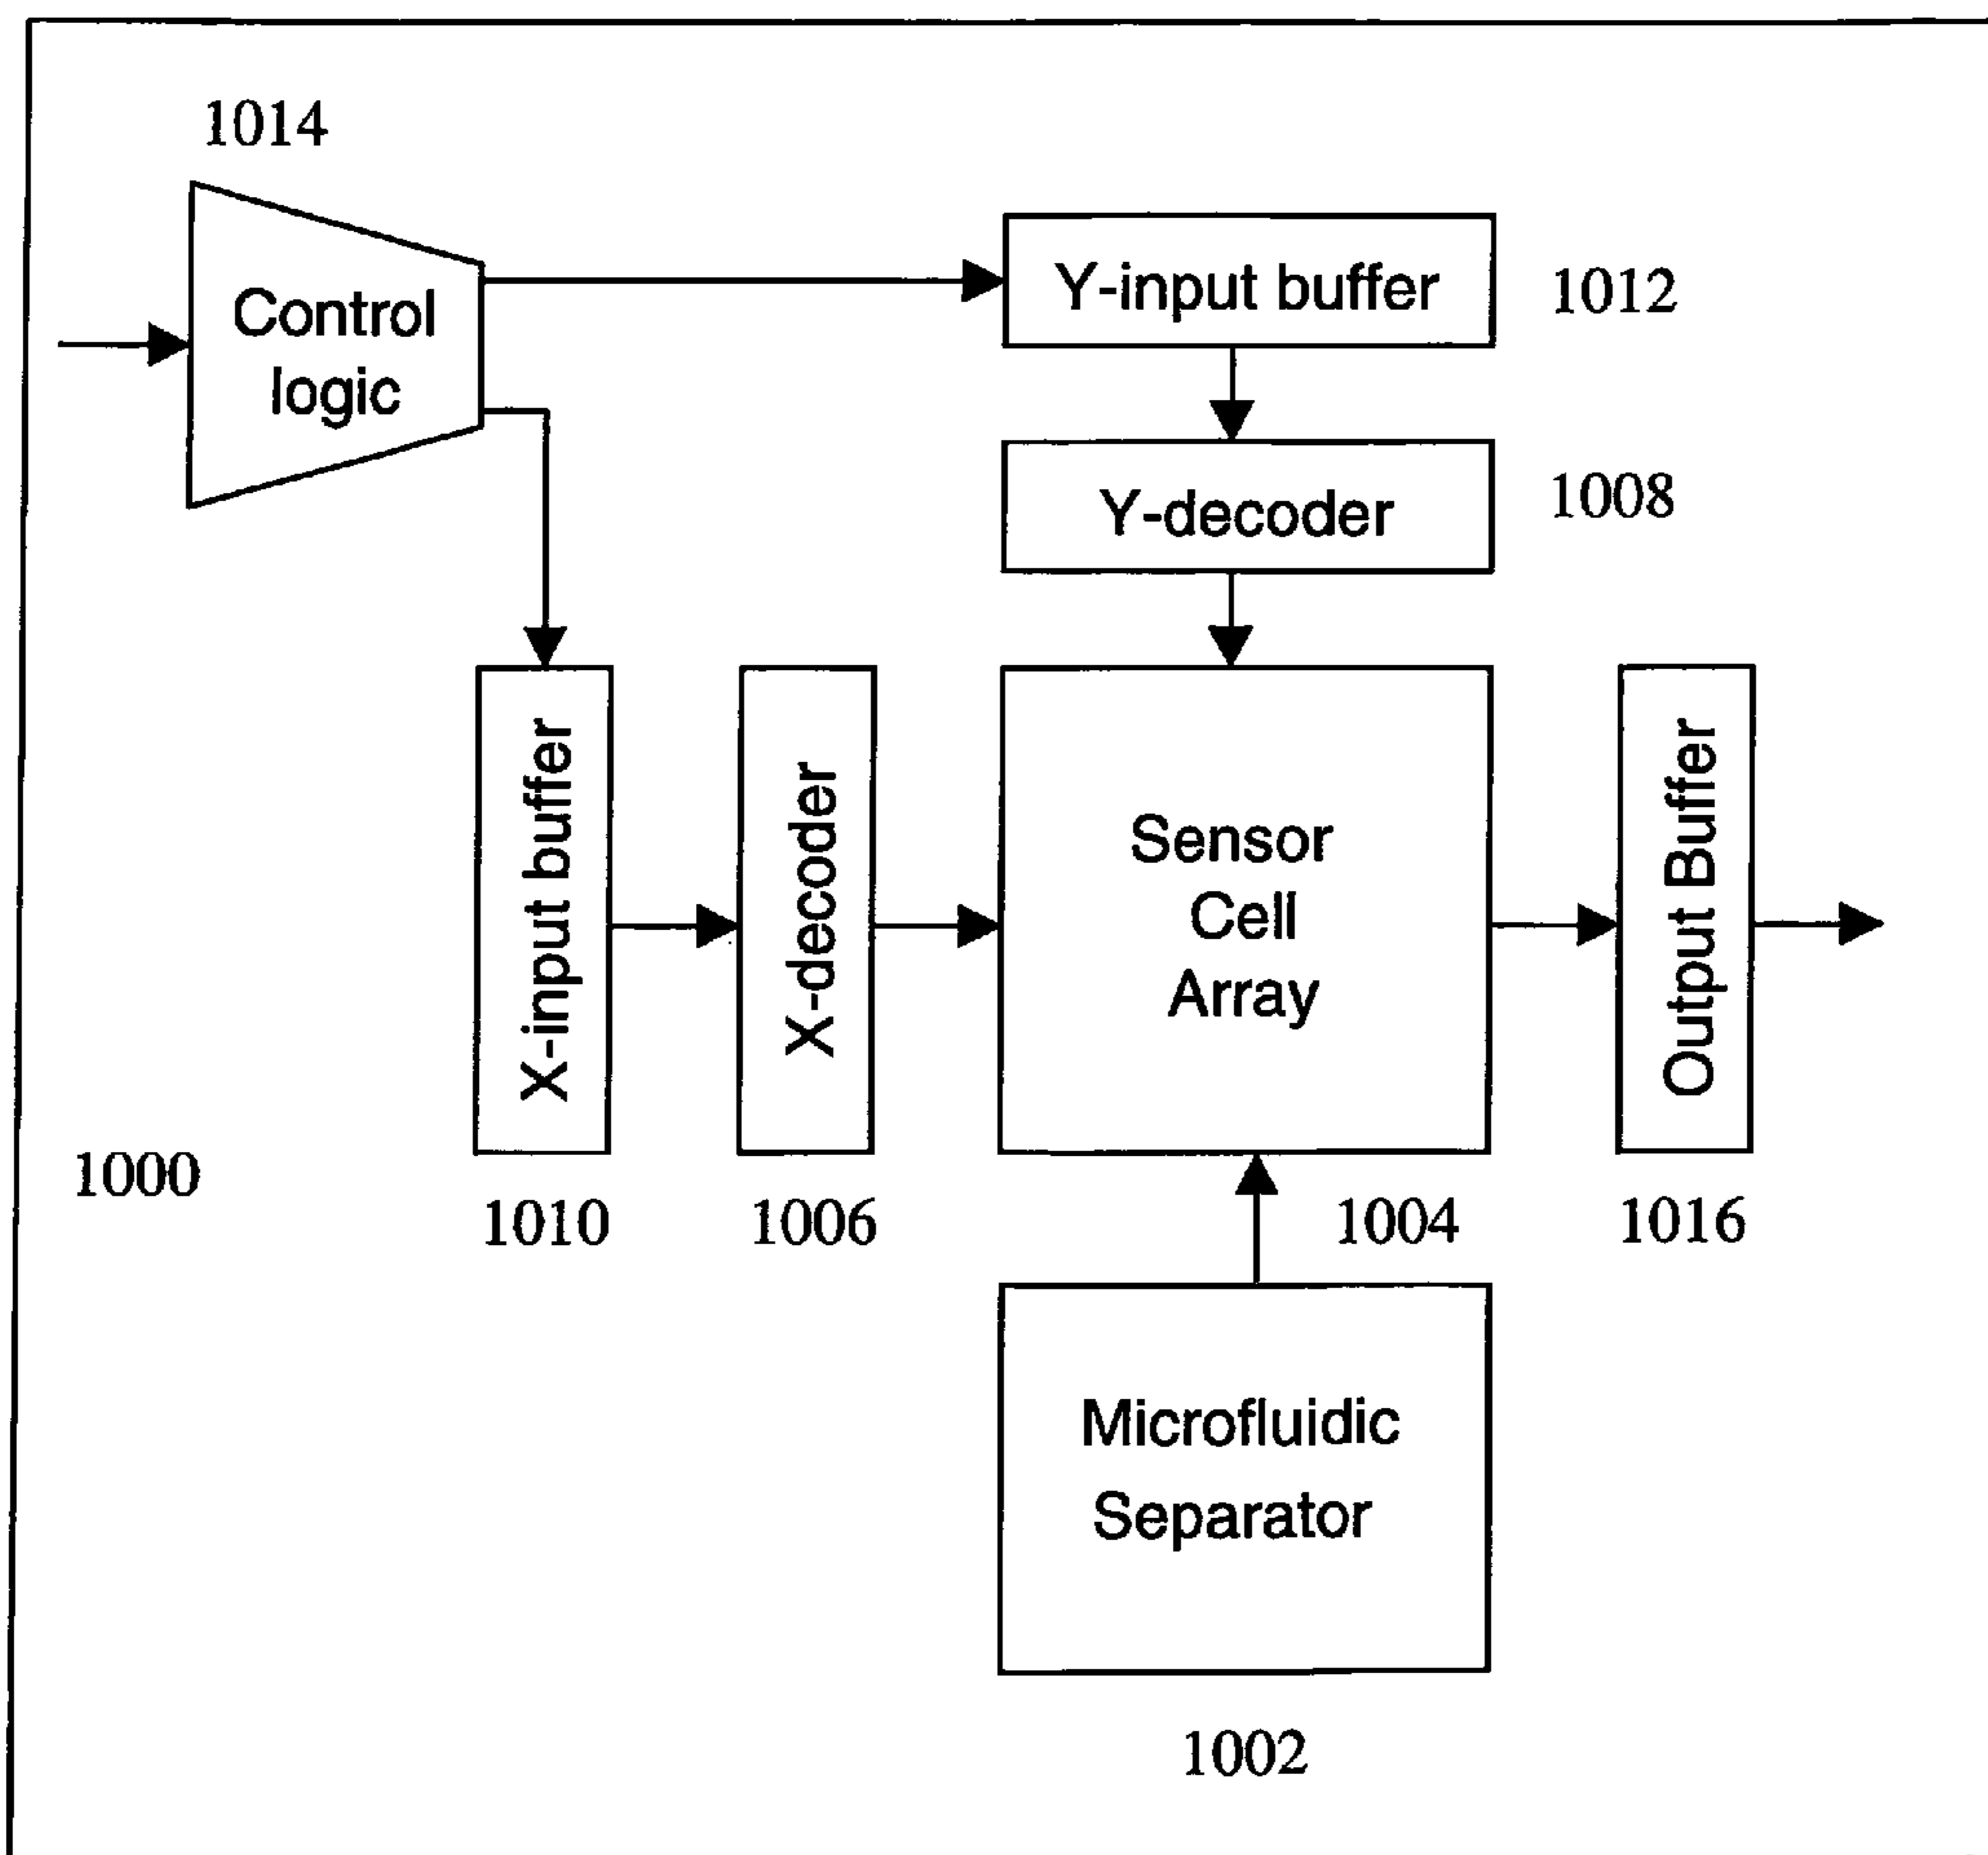 1014
Control
logic
Y-input buffer
1012
Y-decoder
1008
X-input buffer
X-decoder
Sensor
Cell
Array
Output Buffer
1000
1010
1006
1004
1016
Microfluidic
Separator
1002